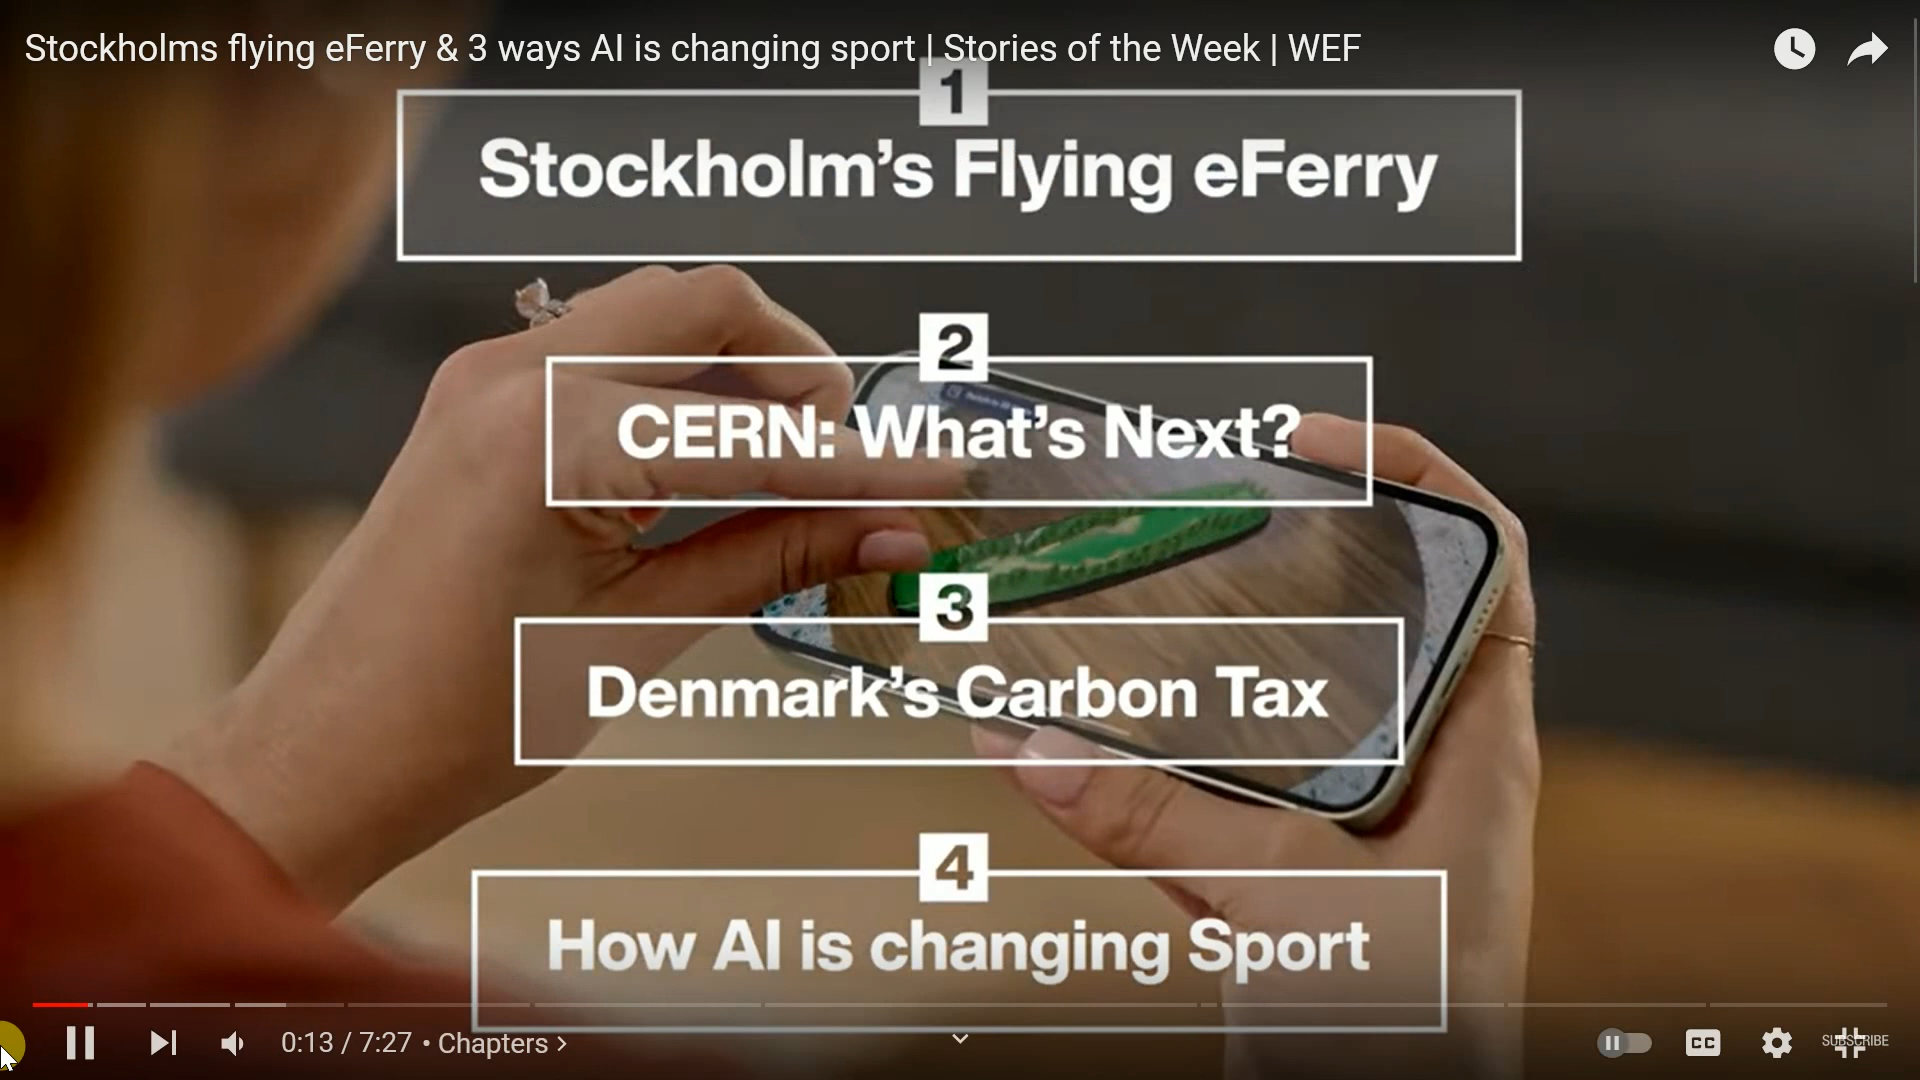 Stockholms flying eFerry & 3 ways AI is changing sport | Stories of the Week | WEF
1
Stockholm's Flying eFerry
2
CERN: What's Next?
3
Denmark's Carbon Tax
4
How AI is changing Sport
0:13 / 7:27 • Chapters
CC
SUBSCRIBE